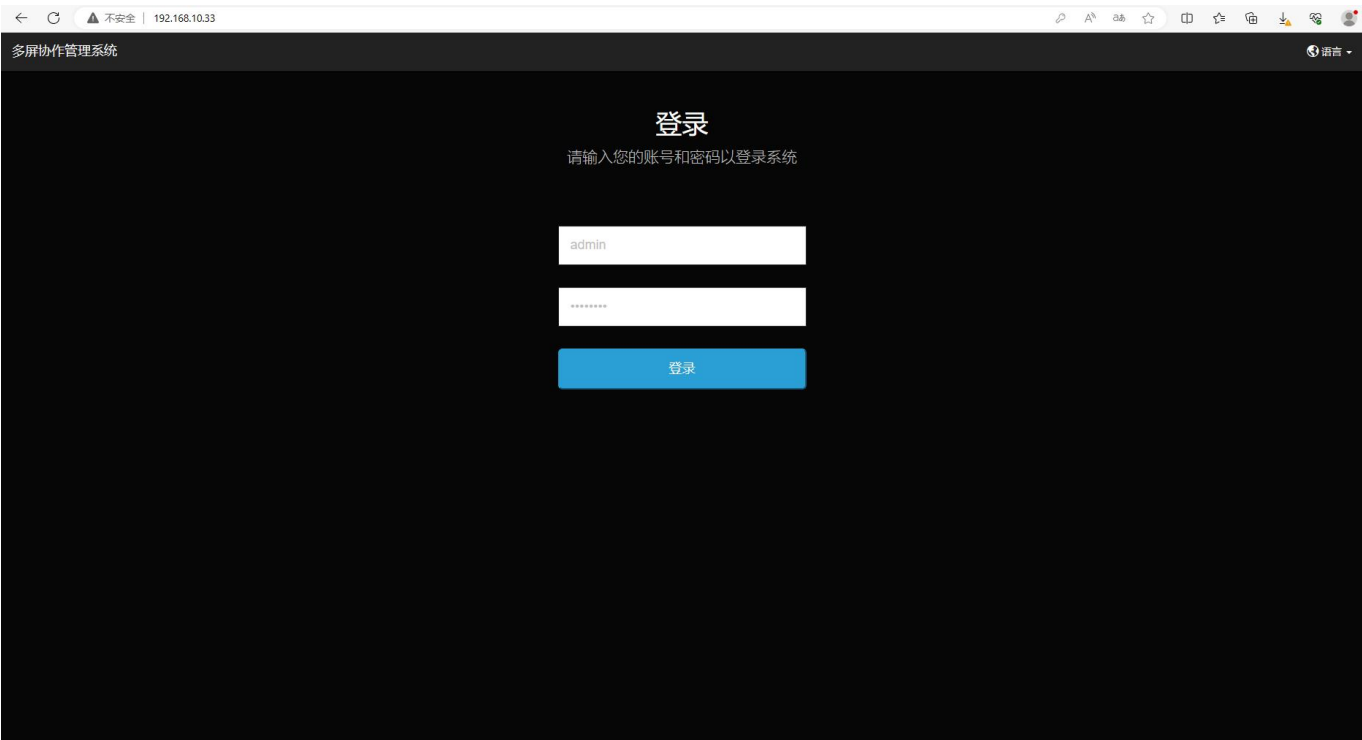 不安全 | 192.168.10.33
多屏协作管理系统
语言
登录
请输入您的账号和密码以登录系统
admin
********
登录